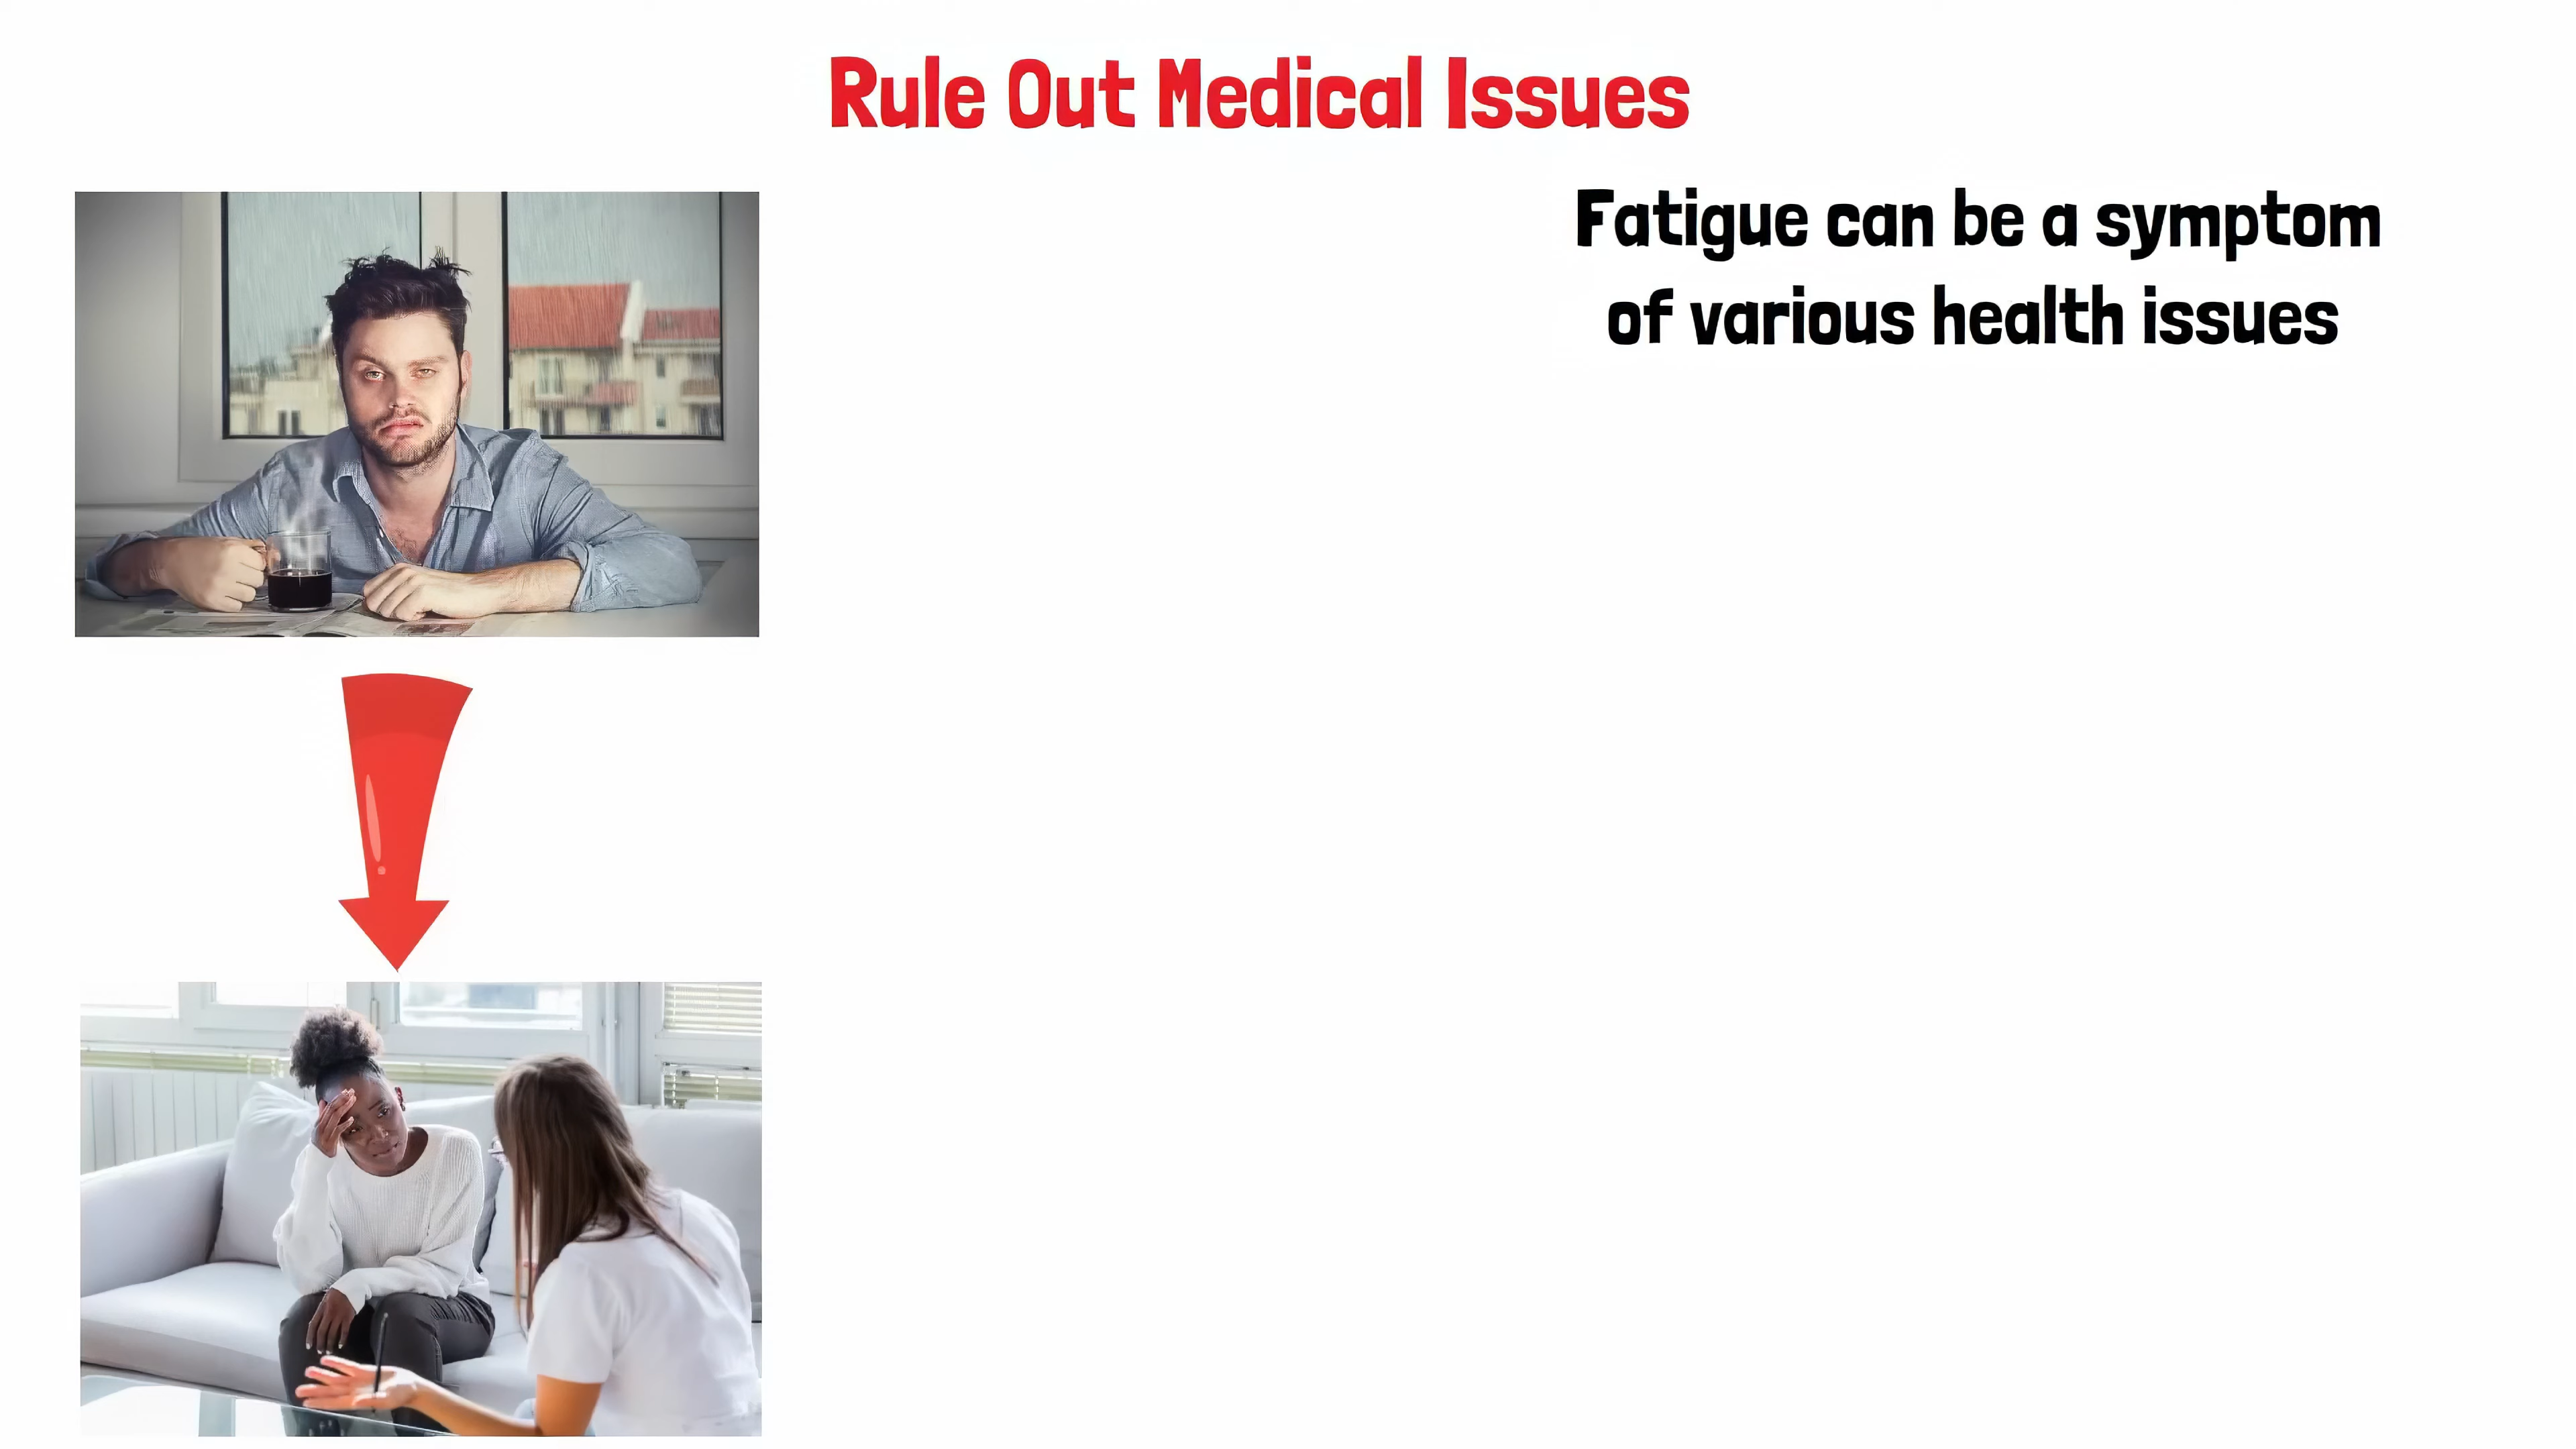 Rule Out Medical Issues
Fatigue can be a symptom
of various health issues